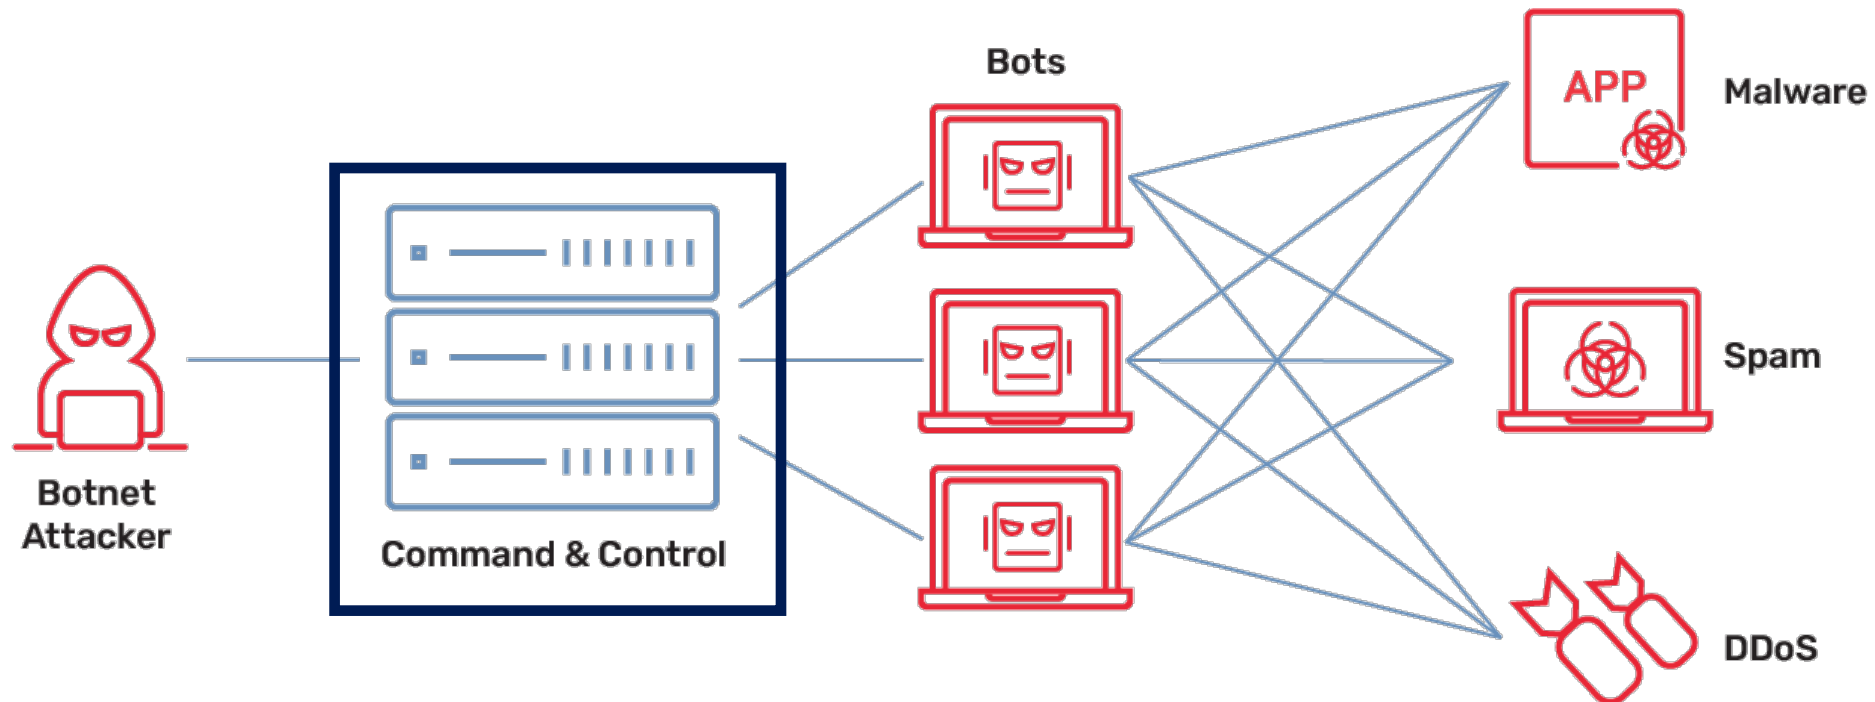 Botnet
Attacker
Command & Control
Bots
APP
Malware
Spam
DDoS